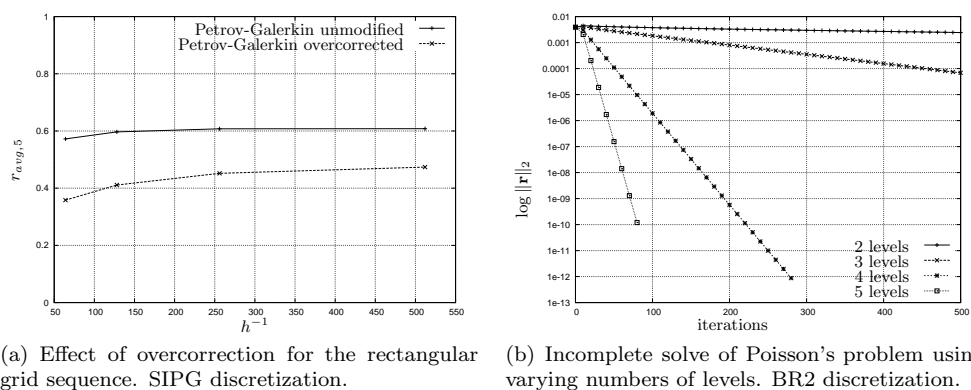 1
0.8
0.6
0.4
0.2
0
50 100 150 200 250 300 350 400 450 500 550
r_{avg,5}
h^{-1}
Petrov-Galerkin unmodified
Petrov-Galerkin overcorrected
0.01
0.001
0.0001
1e-05
1e-06
1e-07
1e-08
1e-09
1e-10
1e-11
1e-12
1e-13
0 100 200 300 400 500
log ‖r‖₂
iterations
2 levels
3 levels
4 levels
5 levels
(a) Effect of overcorrection for the rectangular
grid sequence. SIPG discretization.
(b) Incomplete solve of Poisson's problem usin
varying numbers of levels. BR2 discretization.